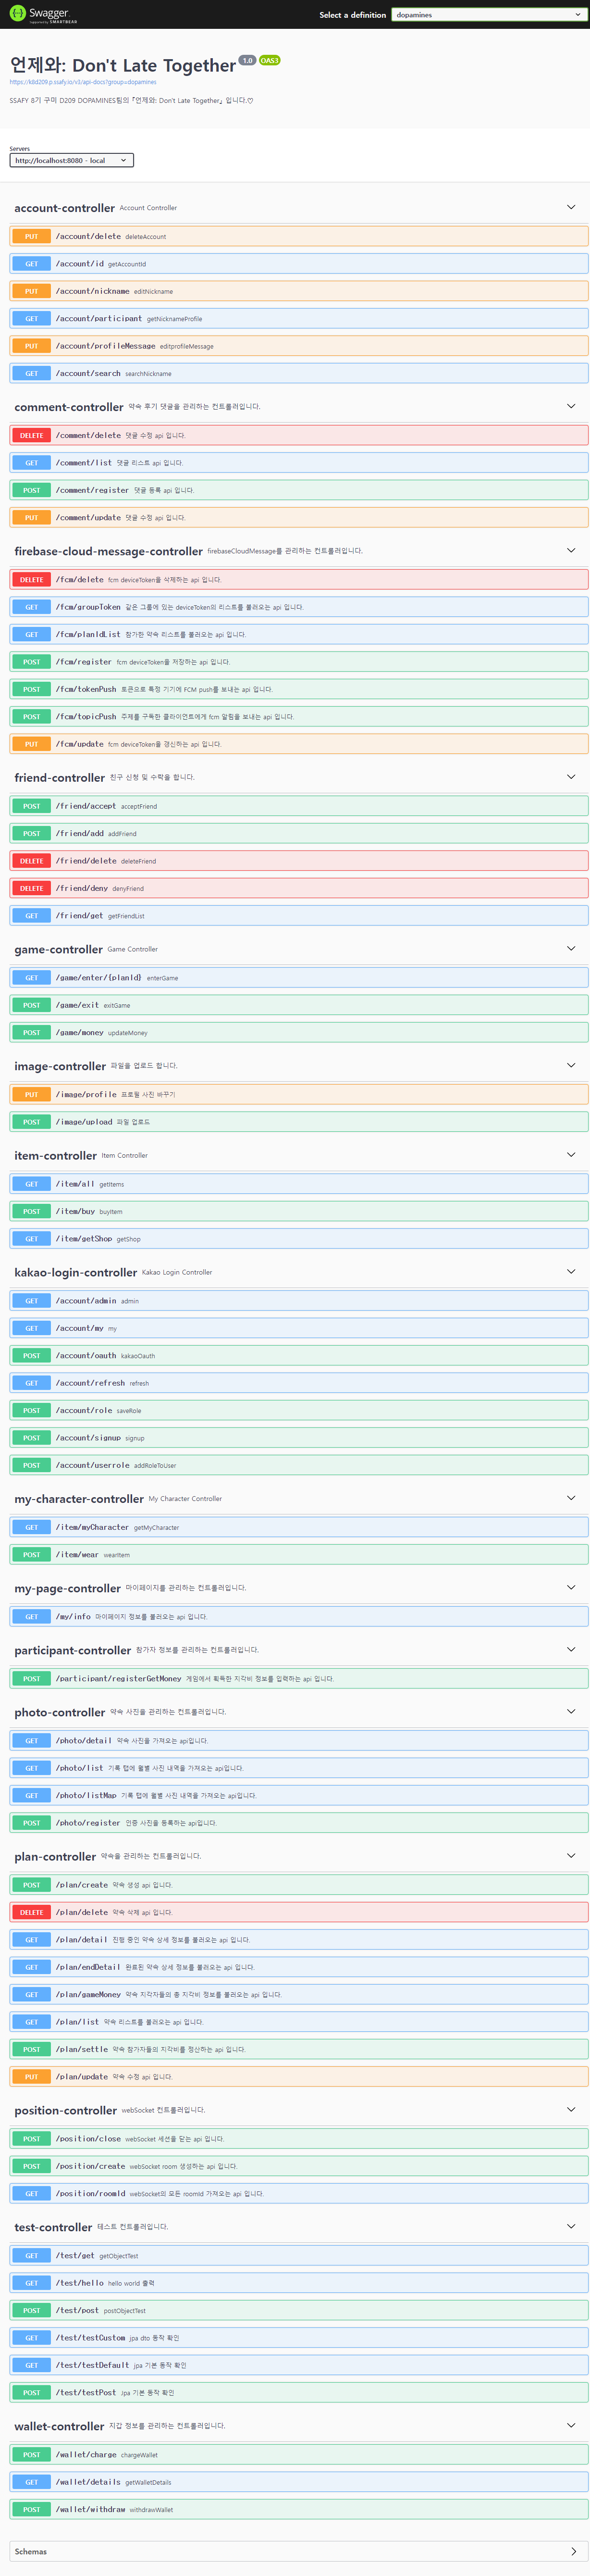 Swagger
Supported by SMARTBEAR
Select a definition
dopamines
언제와: Don't Late Together 1.0 OAS3
https://k8d209.p.ssafy.io/v3/api-docs?group=dopamines
SSAFY 8기 구미 D209 DOPAMINES팀의 『언제와: Don't Late Together』 입니다.♡
Servers
http://localhost:8080 - local
account-controller Account Controller
PUT /account/delete deleteAccount
GET /account/id getAccountId
PUT /account/nickname editNickname
GET /account/participant getNicknameProfile
PUT /account/profileMessage editprofileMessage
GET /account/search searchNickname
comment-controller 약속 후기 댓글을 관리하는 컨트롤러입니다.
DELETE /comment/delete 댓글 수정 api 입니다.
GET /comment/list 댓글 리스트 api 입니다.
POST /comment/register 댓글 등록 api 입니다.
PUT /comment/update 댓글 수정 api 입니다.
firebase-cloud-message-controller firebaseCloudMessage를 관리하는 컨트롤러입니다.
DELETE /fcm/delete fcm deviceToken을 삭제하는 api 입니다.
GET /fcm/groupToken 같은 그룹에 있는 deviceToken의 리스트를 불러오는 api 입니다.
GET /fcm/planIdList 참가한 약속 리스트를 불러오는 api 입니다.
POST /fcm/register fcm deviceToken을 저장하는 api 입니다.
POST /fcm/tokenPush 토큰으로 특정 기기에 FCM push를 보내는 api 입니다.
POST /fcm/topicPush 주제를 구독한 클라이언트에게 fcm 알림을 보내는 api 입니다.
PUT /fcm/update fcm deviceToken을 갱신하는 api 입니다.
friend-controller 친구 신청 및 수락을 합니다.
POST /friend/accept acceptFriend
POST /friend/add addFriend
DELETE /friend/delete deleteFriend
DELETE /friend/deny denyFriend
GET /friend/get getFriendList
game-controller Game Controller
GET /game/enter/{planId} enterGame
POST /game/exit exitGame
POST /game/money updateMoney
image-controller 파일을 업로드 합니다.
PUT /image/profile 프로필 사진 바꾸기
POST /image/upload 파일 업로드
item-controller Item Controller
GET /item/all getItems
POST /item/buy buyItem
GET /item/getShop getShop
kakao-login-controller Kakao Login Controller
GET /account/admin admin
GET /account/my my
POST /account/oauth kakaoOauth
GET /account/refresh refresh
POST /account/role saveRole
POST /account/signup signup
POST /account/userrole addRoleToUser
my-character-controller My Character Controller
GET /item/myCharacter getMyCharacter
POST /item/wear wearItem
my-page-controller 마이페이지를 관리하는 컨트롤러입니다.
GET /my/info 마이페이지 정보를 불러오는 api 입니다.
participant-controller 참가자 정보를 관리하는 컨트롤러입니다.
POST /participant/registerGetMoney 게임에서 획득한 지각비 정보를 입력하는 api 입니다.
photo-controller 약속 사진을 관리하는 컨트롤러입니다.
GET /photo/detail 약속 사진을 가져오는 api입니다.
GET /photo/list 기록 탭에 월별 사진 내역을 가져오는 api입니다.
GET /photo/listMap 기록 탭에 월별 사진 내역을 가져오는 api입니다.
POST /photo/register 인증 사진을 등록하는 api입니다.
plan-controller 약속을 관리하는 컨트롤러입니다.
POST /plan/create 약속 생성 api 입니다.
DELETE /plan/delete 약속 삭제 api 입니다.
GET /plan/detail 진행 중인 약속 상세 정보를 불러오는 api 입니다.
GET /plan/endDetail 완료된 약속 상세 정보를 불러오는 api 입니다.
GET /plan/gameMoney 약속 지각자들의 총 지각비 정보를 불러오는 api 입니다.
GET /plan/list 약속 리스트를 불러오는 api 입니다.
POST /plan/settle 약속 참가자들의 지각비를 정산하는 api 입니다.
PUT /plan/update 약속 수정 api 입니다.
position-controller webSocket 컨트롤러입니다.
POST /position/close webSocket 세션을 닫는 api 입니다.
POST /position/create webSocket room 생성하는 api 입니다.
GET /position/roomId webSocket의 모든 roomId 가져오는 api 입니다.
test-controller 테스트 컨트롤러입니다.
GET /test/get getObjectTest
GET /test/hello hello world 출력
POST /test/post postObjectTest
GET /test/testCustom jpa dto 동작 확인
GET /test/testDefault jpa 기본 동작 확인
POST /test/testPost Jpa 기본 동작 확인
wallet-controller 지갑 정보를 관리하는 컨트롤러입니다.
POST /wallet/charge chargeWallet
GET /wallet/details getWalletDetails
POST /wallet/withdraw withdrawWallet
Schemas